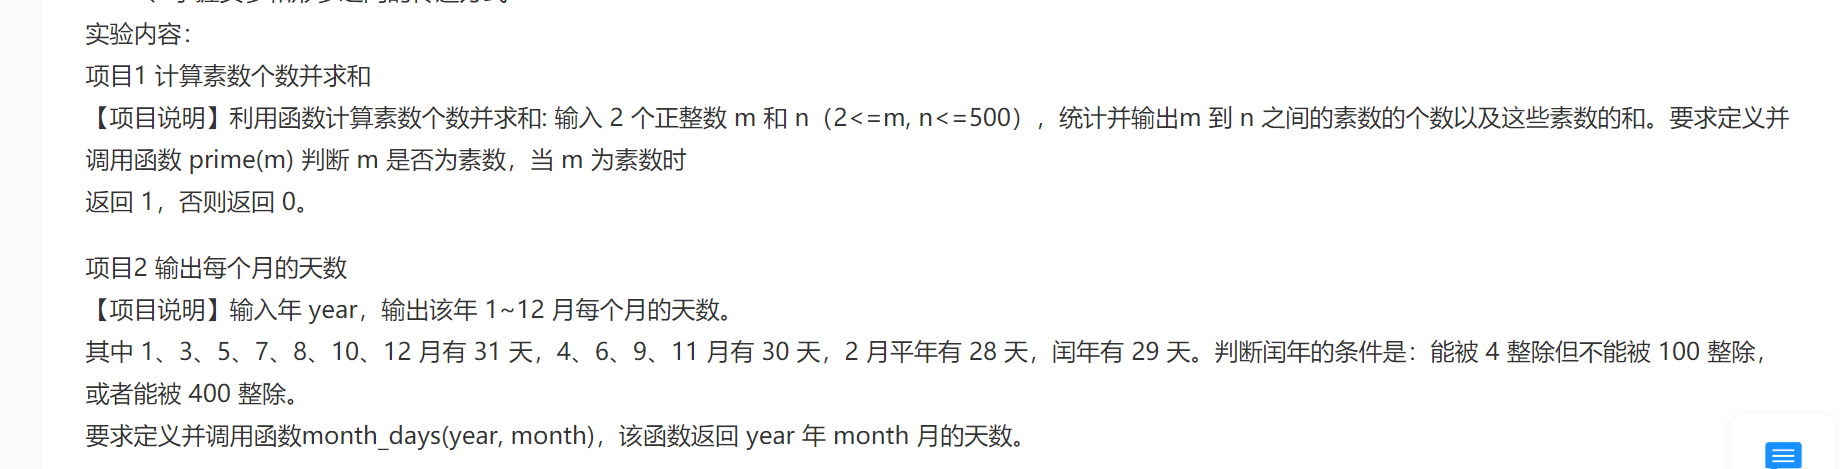 实验内容：
项目1 计算素数个数并求和
【项目说明】利用函数计算素数个数并求和: 输入 2 个正整数 m 和 n（2<=m, n<=500），统计并输出m 到 n 之间的素数的个数以及这些素数的和。要求定义并
调用函数 prime(m) 判断 m 是否为素数，当 m 为素数时
返回 1，否则返回 0。
项目2 输出每个月的天数
【项目说明】输入年 year，输出该年 1~12 月每个月的天数。
其中 1、3、5、7、8、10、12 月有 31 天，4、6、9、11 月有 30 天，2 月平年有 28 天，闰年有 29 天。判断闰年的条件是：能被 4 整除但不能被 100 整除，
或者能被 400 整除。
要求定义并调用函数month_days(year, month)，该函数返回 year 年 month 月的天数。